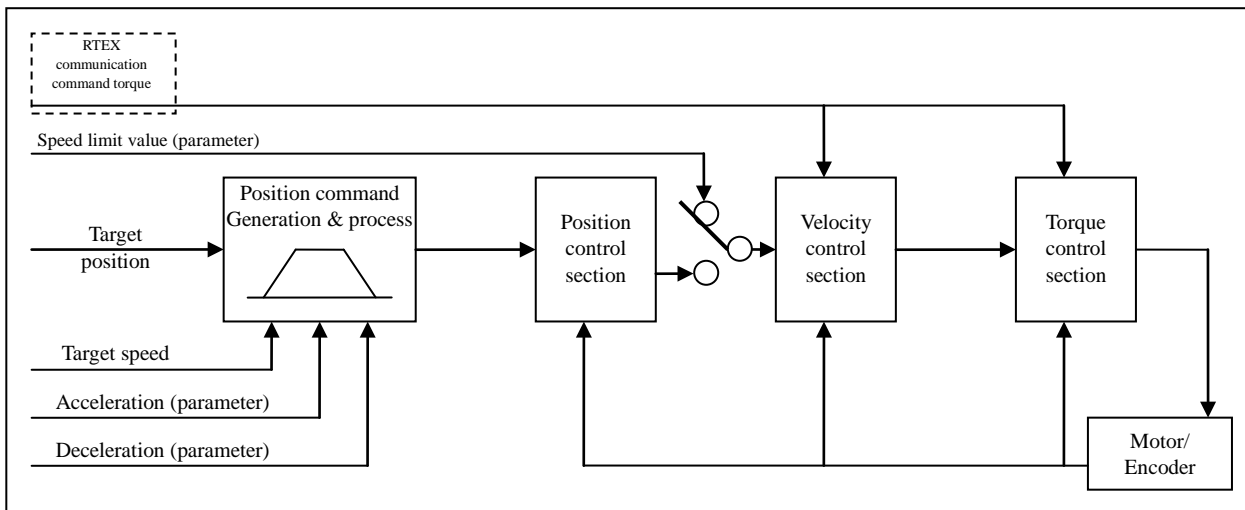 RTEX
communication
command torque
Speed limit value (parameter)
Position command
Generation & process
Target
position
Position
control
section
Velocity
control
section
Torque
control
section
Target speed
Acceleration (parameter)
Deceleration (parameter)
Motor/
Encoder